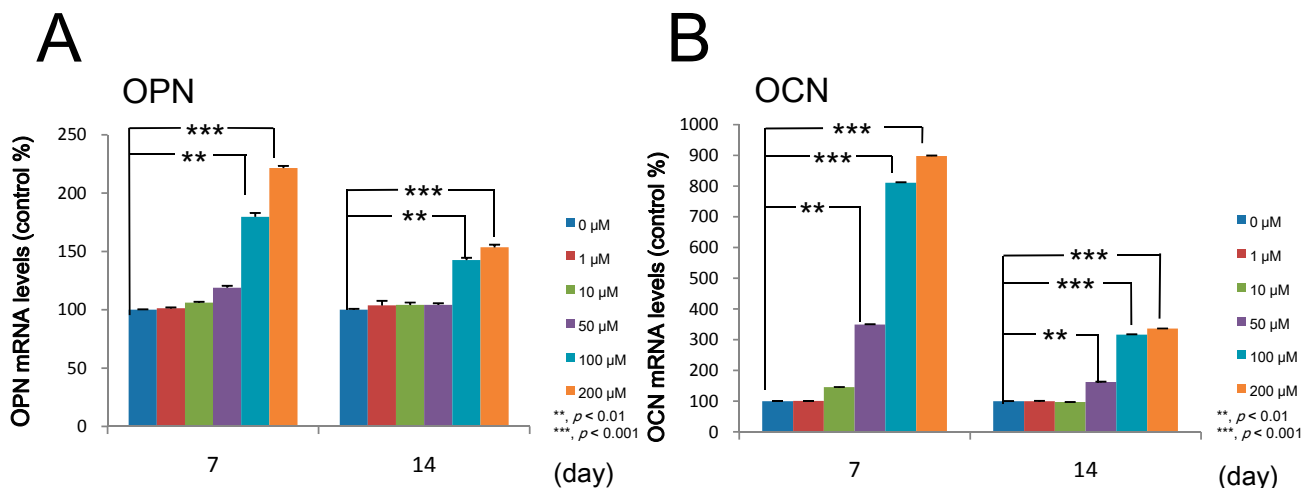 A
OPN
OPN mRNA levels (control %)
250
200
150
100
50
0
***
**
***
**
7
14
(day)
0 μM
1 μM
10 μM
50 μM
100 μM
200 μM
**, p < 0.01
***, p < 0.001
B
OCN
OCN mRNA levels (control %)
1000
900
800
700
600
500
400
300
200
100
0
***
***
**
***
***
**
7
14
(day)
0 μM
1 μM
10 μM
50 μM
100 μM
200 μM
**, p < 0.01
***, p < 0.001